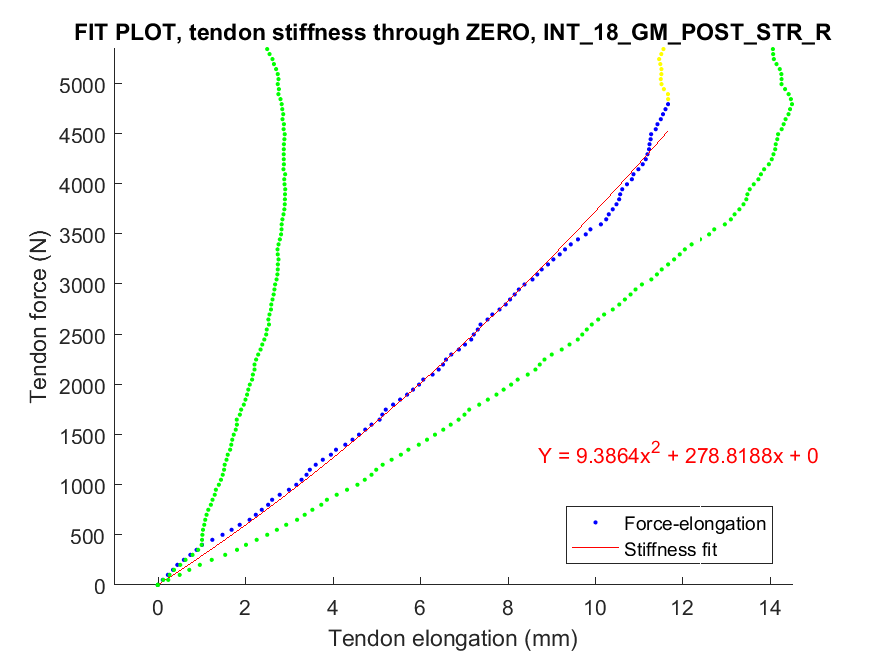 FIT PLOT, tendon stiffness through ZERO, INT_18_GM_POST_STR_R
5000
4500
4000
3500
3000
2500
2000
1500
1000
500
0
Tendon force (N)
Y = 9.3864x² + 278.8188x + 0
Force-elongation
Stiffness fit
0 2 4 6 8 10 12 14
Tendon elongation (mm)